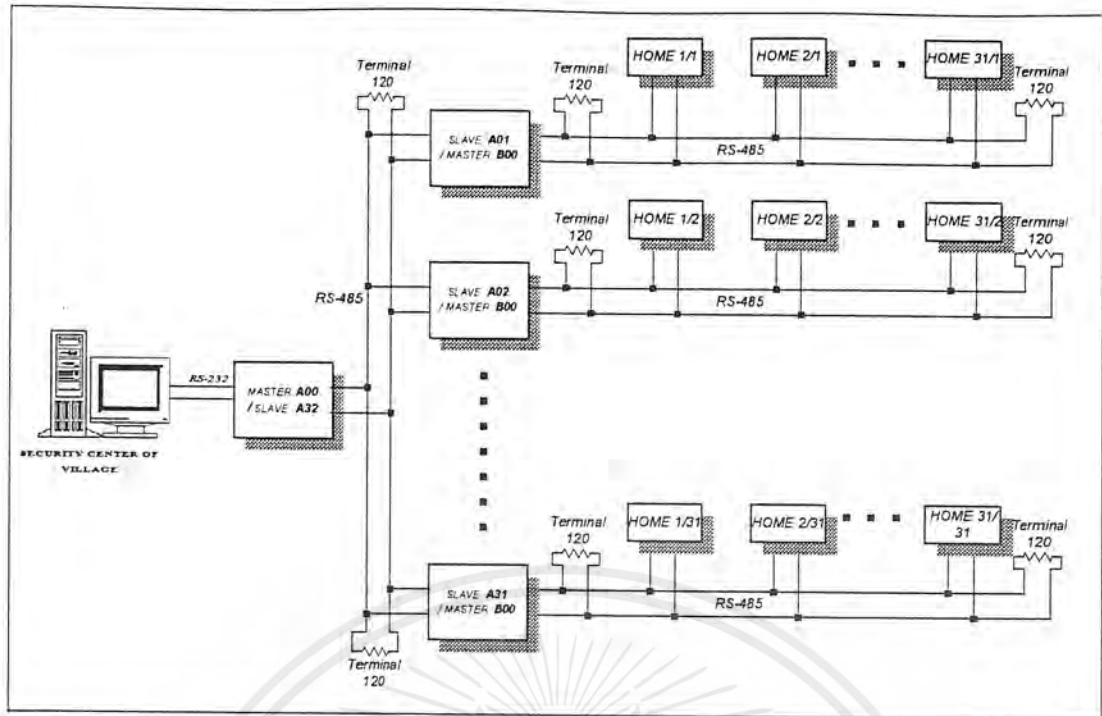 Terminal
120
Terminal
120
HOME 1/1
HOME 2/1
HOME 31/1
Terminal
120
SLAVE A01
/MASTER B00
RS-485
Terminal
120
HOME 1/2
HOME 2/2
HOME 31/2
Terminal
120
SLAVE A02
/MASTER B00
RS-485
RS-485
RS-232
MASTER A00
/SLAVE A32
SECURITY CENTER OF
VILLAGE
Terminal
120
HOME 1/31
HOME 2/31
HOME 31/
31
Terminal
120
SLAVE A31
/MASTER B00
RS-485
Terminal
120